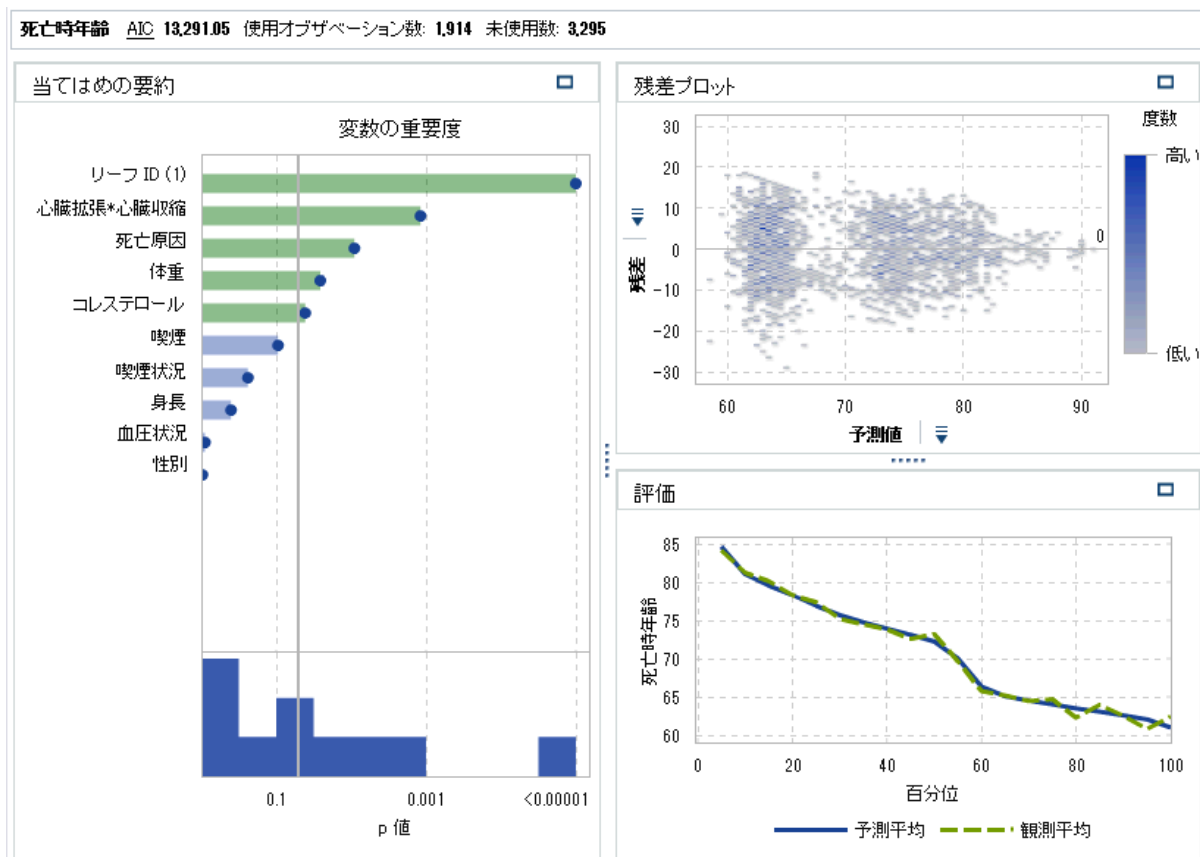 死亡時年齢 AIC 13,291.05 使用オブザベーション数: 1,914 未使用数: 3,295
当てはめの要約
変数の重要度
リーフ ID (1)
心臓拡張*心臓収縮
死亡原因
体重
コレステロール
喫煙
喫煙状況
身長
血圧状況
性別
0.1 0.001 <0.00001
p 値
残差プロット
度数
高い
低い
30
20
10
0
-10
-20
-30
0
残差
60 70 80 90
予測値
評価
85
80
75
70
65
60
死亡時年齢
0 20 40 60 80 100
百分位
予測平均 観測平均